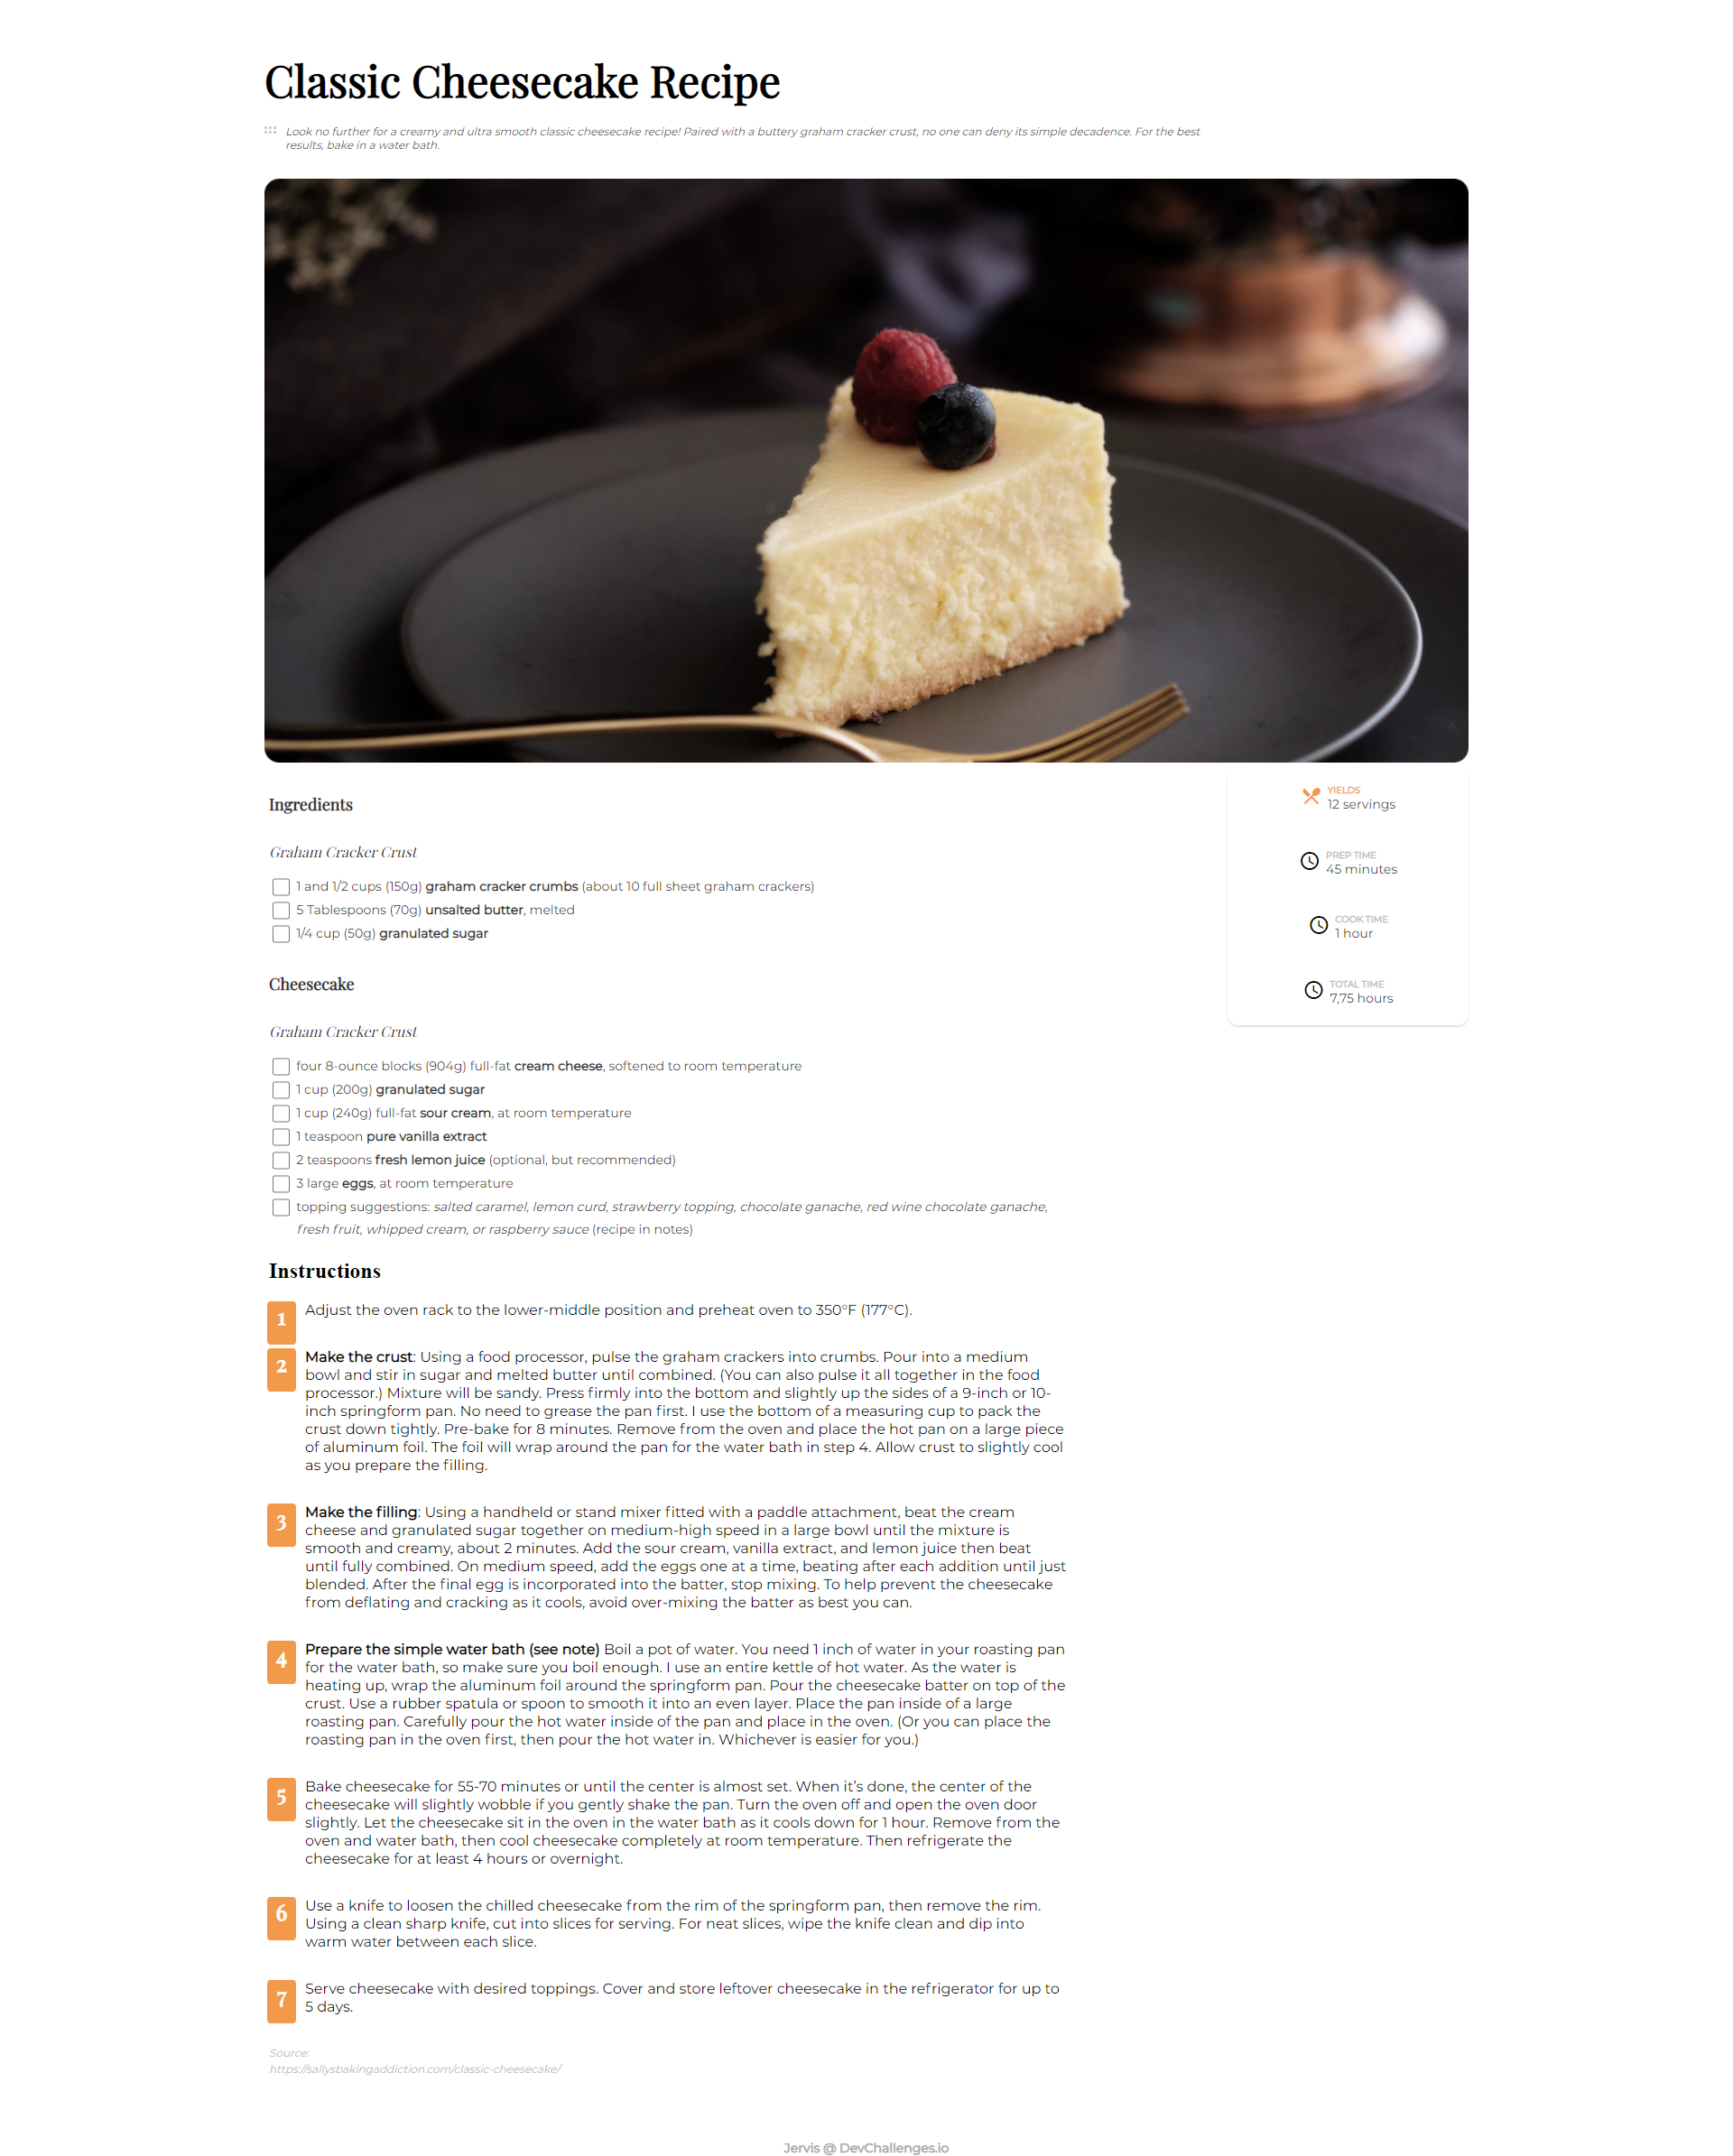 Classic Cheesecake Recipe
Look no further for a creamy and ultra smooth classic cheesecake recipe! Paired with a buttery graham cracker crust, no one can deny its simple decadence. For the best
results, bake in a water bath.
Ingredients
Graham Cracker Crust
1 and 1/2 cups (150g) graham cracker crumbs (about 10 full sheet graham crackers)
5 Tablespoons (70g) unsalted butter, melted
1/4 cup (50g) granulated sugar
YIELDS
12 servings
PREP TIME
45 minutes
COOK TIME
1 hour
TOTAL TIME
7,75 hours
Cheesecake
Graham Cracker Crust
four 8-ounce blocks (904g) full-fat cream cheese, softened to room temperature
1 cup (200g) granulated sugar
1 cup (240g) full-fat sour cream, at room temperature
1 teaspoon pure vanilla extract
2 teaspoons fresh lemon juice (optional, but recommended)
3 large eggs, at room temperature
topping suggestions: salted caramel, lemon curd, strawberry topping, chocolate ganache, red wine chocolate ganache,
fresh fruit, whipped cream, or raspberry sauce (recipe in notes)
Instructions
1 Adjust the oven rack to the lower-middle position and preheat oven to 350°F (177°C).
2 Make the crust: Using a food processor, pulse the graham crackers into crumbs. Pour into a medium
bowl and stir in sugar and melted butter until combined. (You can also pulse it all together in the food
processor.) Mixture will be sandy. Press firmly into the bottom and slightly up the sides of a 9-inch or 10-
inch springform pan. No need to grease the pan first. I use the bottom of a measuring cup to pack the
crust down tightly. Pre-bake for 8 minutes. Remove from the oven and place the hot pan on a large piece
of aluminum foil. The foil will wrap around the pan for the water bath in step 4. Allow crust to slightly cool
as you prepare the filling.
3 Make the filling: Using a handheld or stand mixer fitted with a paddle attachment, beat the cream
cheese and granulated sugar together on medium-high speed in a large bowl until the mixture is
smooth and creamy, about 2 minutes. Add the sour cream, vanilla extract, and lemon juice then beat
until fully combined. On medium speed, add the eggs one at a time, beating after each addition until just
blended. After the final egg is incorporated into the batter, stop mixing. To help prevent the cheesecake
from deflating and cracking as it cools, avoid over-mixing the batter as best you can.
4 Prepare the simple water bath (see note) Boil a pot of water. You need 1 inch of water in your roasting pan
for the water bath, so make sure you boil enough. I use an entire kettle of hot water. As the water is
heating up, wrap the aluminum foil around the springform pan. Pour the cheesecake batter on top of the
crust. Use a rubber spatula or spoon to smooth it into an even layer. Place the pan inside of a large
roasting pan. Carefully pour the hot water inside of the pan and place in the oven. (Or you can place the
roasting pan in the oven first, then pour the hot water in. Whichever is easier for you.)
5 Bake cheesecake for 55-70 minutes or until the center is almost set. When it's done, the center of the
cheesecake will slightly wobble if you gently shake the pan. Turn the oven off and open the oven door
slightly. Let the cheesecake sit in the oven in the water bath as it cools down for 1 hour. Remove from the
oven and water bath, then cool cheesecake completely at room temperature. Then refrigerate the
cheesecake for at least 4 hours or overnight.
6 Use a knife to loosen the chilled cheesecake from the rim of the springform pan, then remove the rim.
Using a clean sharp knife, cut into slices for serving. For neat slices, wipe the knife clean and dip into
warm water between each slice.
7 Serve cheesecake with desired toppings. Cover and store leftover cheesecake in the refrigerator for up to
5 days.
Source:
https://sallysbakingaddiction.com/classic-cheesecake/
Jervis @ DevChallenges.io